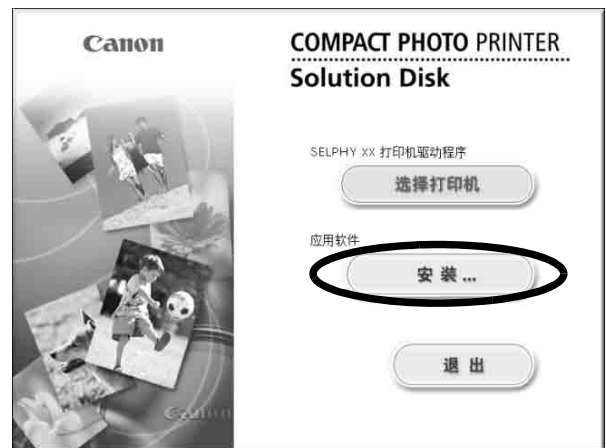 Canon
COMPACT PHOTO PRINTER
Solution Disk
SELPHY xx 打印机驱动程序
选择打印机
应用软件
安 装 ...
退 出
Canon